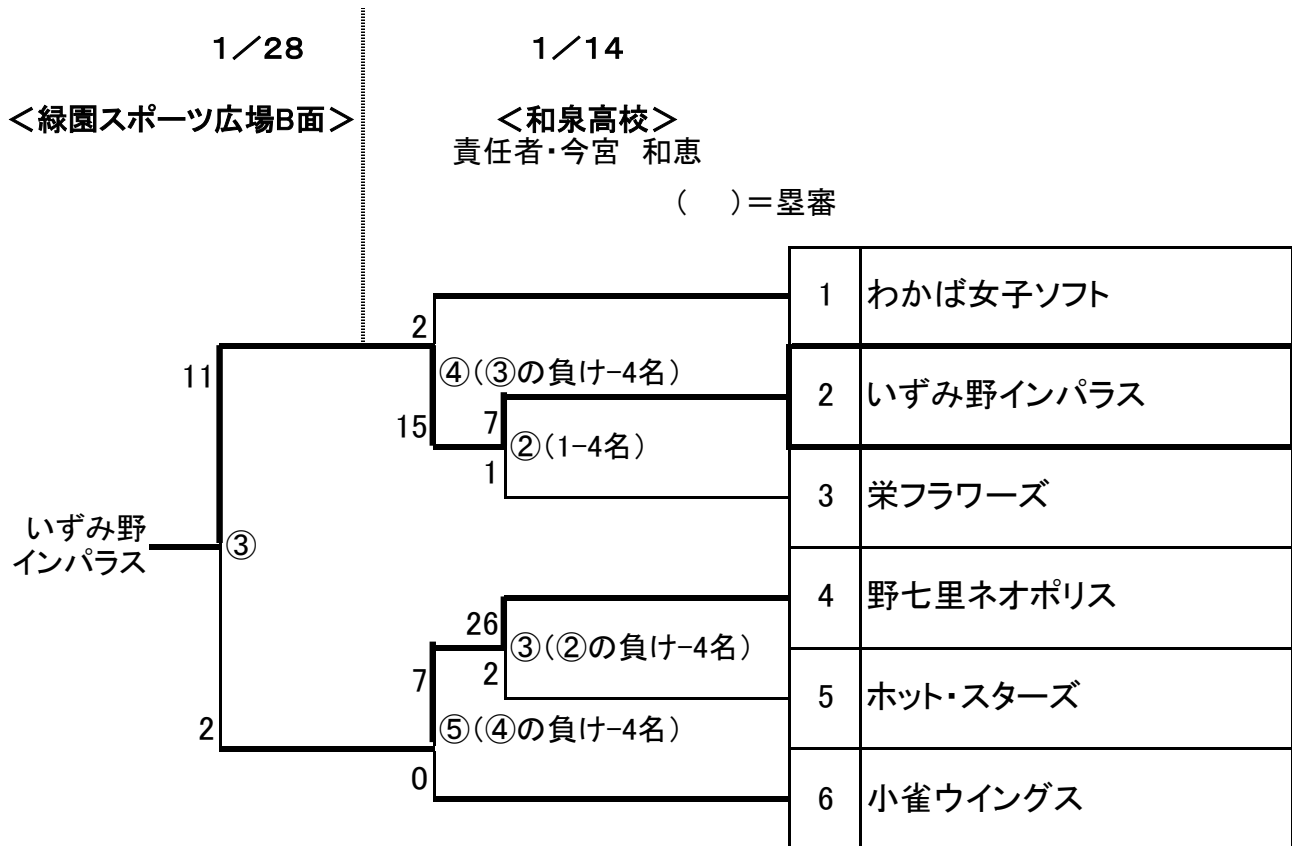 1／28
1／14
＜緑園スポーツ広場B面＞
＜和泉高校＞
責任者・今宮　和恵
(　)＝塁審
1
わかば女子ソフト
2
11
④(③の負け-4名)
2
いずみ野インパラス
15
7
②(1-4名)
1
3
栄フラワーズ
いずみ野
インパラス
③
4
野七里ネオポリス
26
③(②の負け-4名)
2
7
5
ホット・スターズ
2
⑤(④の負け-4名)
0
6
小雀ウイングス